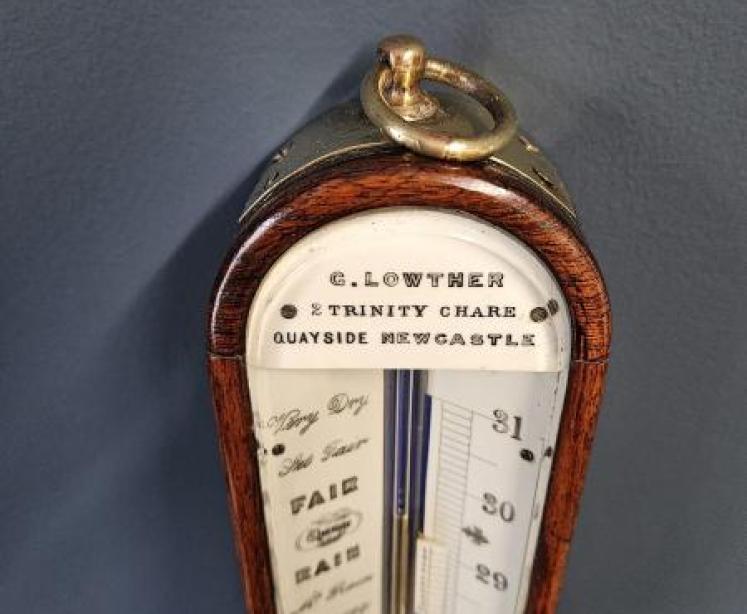 G. LOWTHER
2 TRINITY CHARE
QUAYSIDE NEWCASTLE
Very Dry
Set Fair
FAIR
RAIN
31
30
29